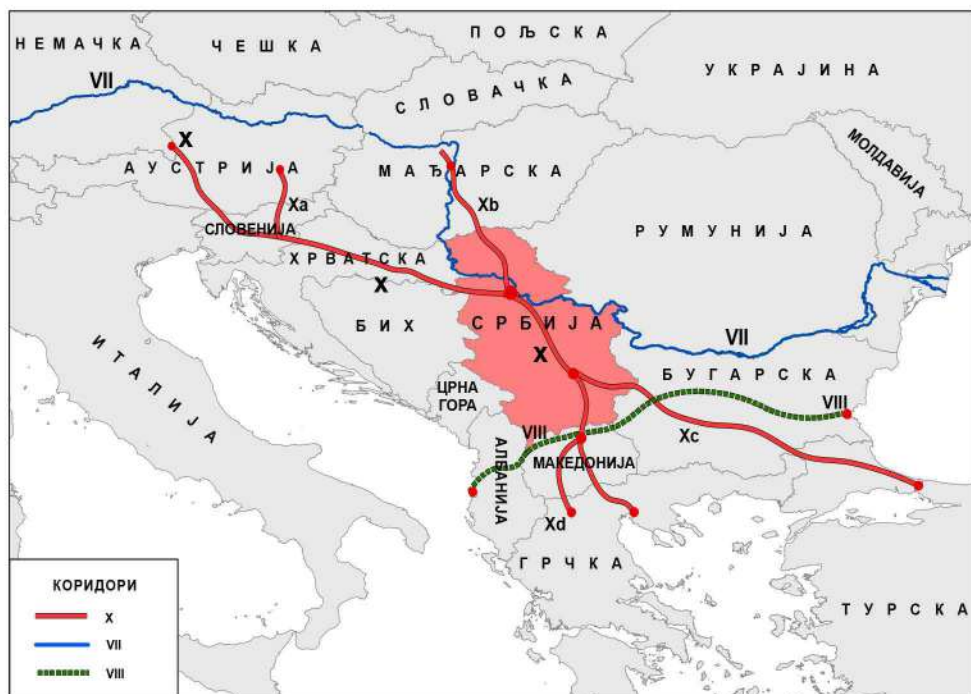 ПОЉСКА
НЕМАЧКА
ЧЕШКА
УКРАЈИНА
VII
СЛОВАЧКА
X
МОЛДАВИЈА
АУСТРИЈА
МАЂАРСКА
Xa
Xb
СЛОВЕНИЈА
РУМУНИЈА
ХРВАТСКА
X
БИХ
СРБИЈА
VII
X
ИТАЛИЈА
БУГАРСКА
ЦРНА
ГОРА
VIII
VIII
Xc
АЛБАНИЈА
МАКЕДОНИЈА
Xd
ГРЧКА
ТУРСКА
КОРИДОРИ
X
VII
VIII